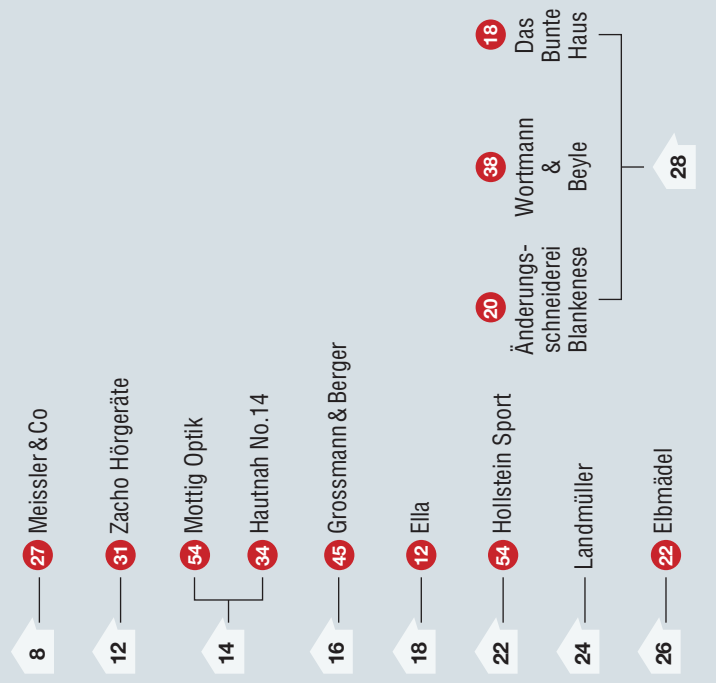 8
27 Meissler & Co
12
31 Zacho Hörgeräte
14
54 Mottig Optik
34 Hautnah No.14
16
45 Grossmann & Berger
18
12 Ella
22
54 Hollstein Sport
24
Landmüller
26
22 Elbmädel
28
20
Änderungs-
schneiderei
Blankenese
38
Wortmann
&
Beyle
18
Das
Bunte
Haus